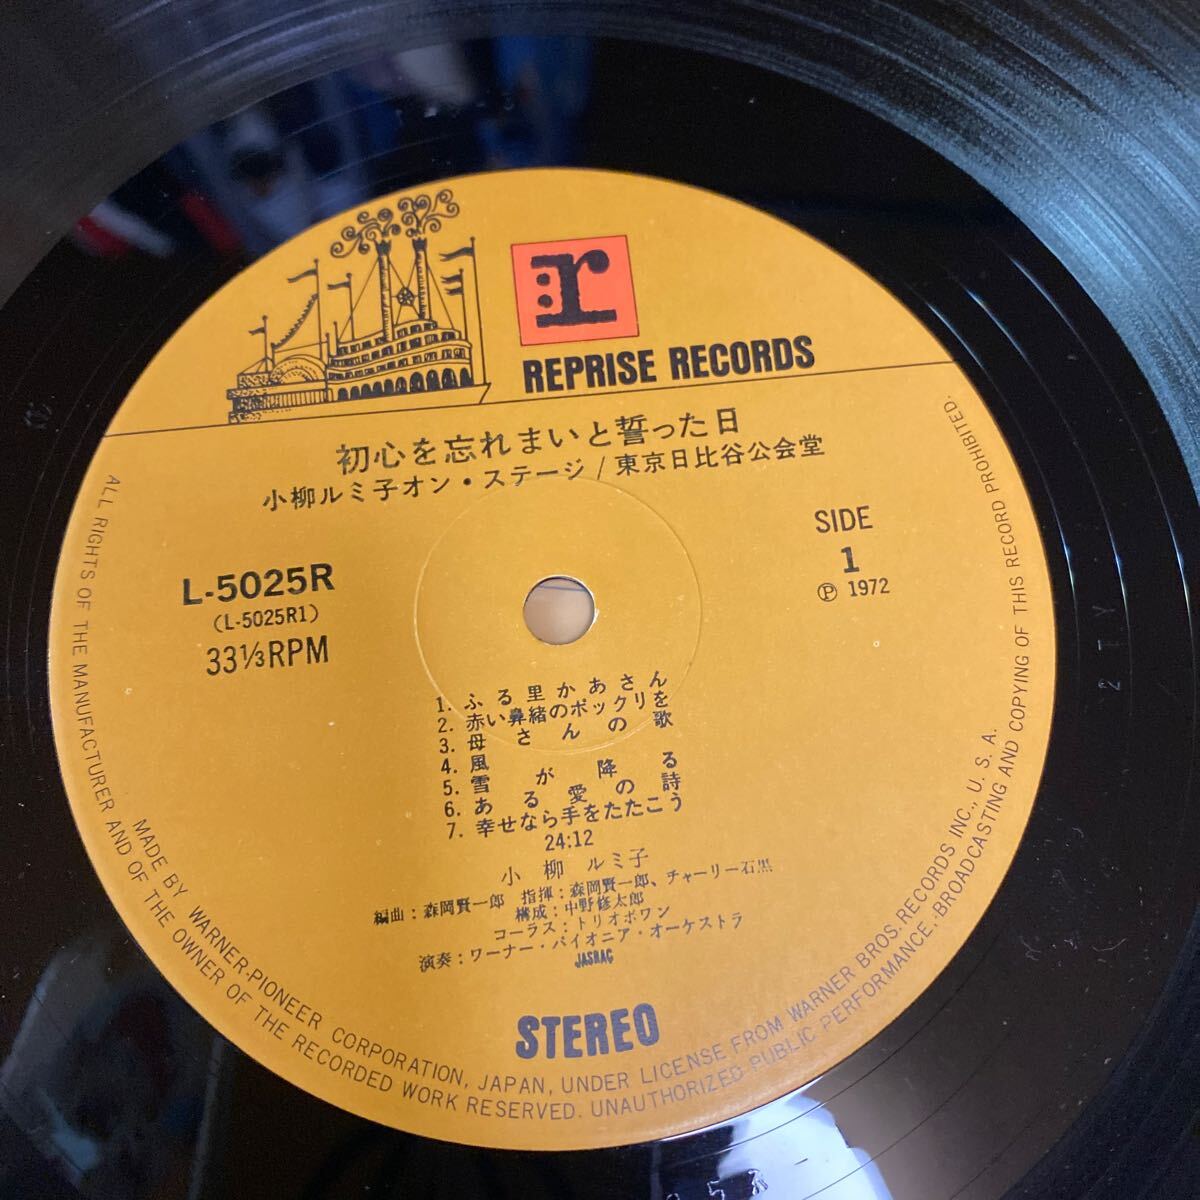 r
REPRISE RECORDS
初心を忘れまいと誓った日
小柳ルミ子オン・ステージ/東京日比谷公会堂
L-5025R
(L-5025R1)
33⅓RPM
SIDE
1
Ⓟ 1972
1. ふる里かあさん
2. 赤い鼻緒のポックリを
3. 母さんの歌
4. 風
5. 雪が降る
6. ある愛の詩
7. 幸せなら手をたたこう
24:12
小柳ルミ子
編曲:森岡賢一郎 指揮:森岡賢一郎、チャーリー石黒
構成:中野修太郎
コーラス:トリオポワン
演奏:ワーナー・パイオニア・オーケストラ
JASRAC
STEREO
MADE BY WARNER-PIONEER CORPORATION, JAPAN, UNDER LICENSE FROM WARNER BROS. RECORDS INC., U. S. A.
ALL RIGHTS OF THE MANUFACTURER AND OF THE OWNER OF THE RECORDED WORK RESERVED. UNAUTHORIZED PUBLIC PERFORMANCE, BROADCASTING AND COPYING OF THIS RECORD PROHIBITED.
2 T Y